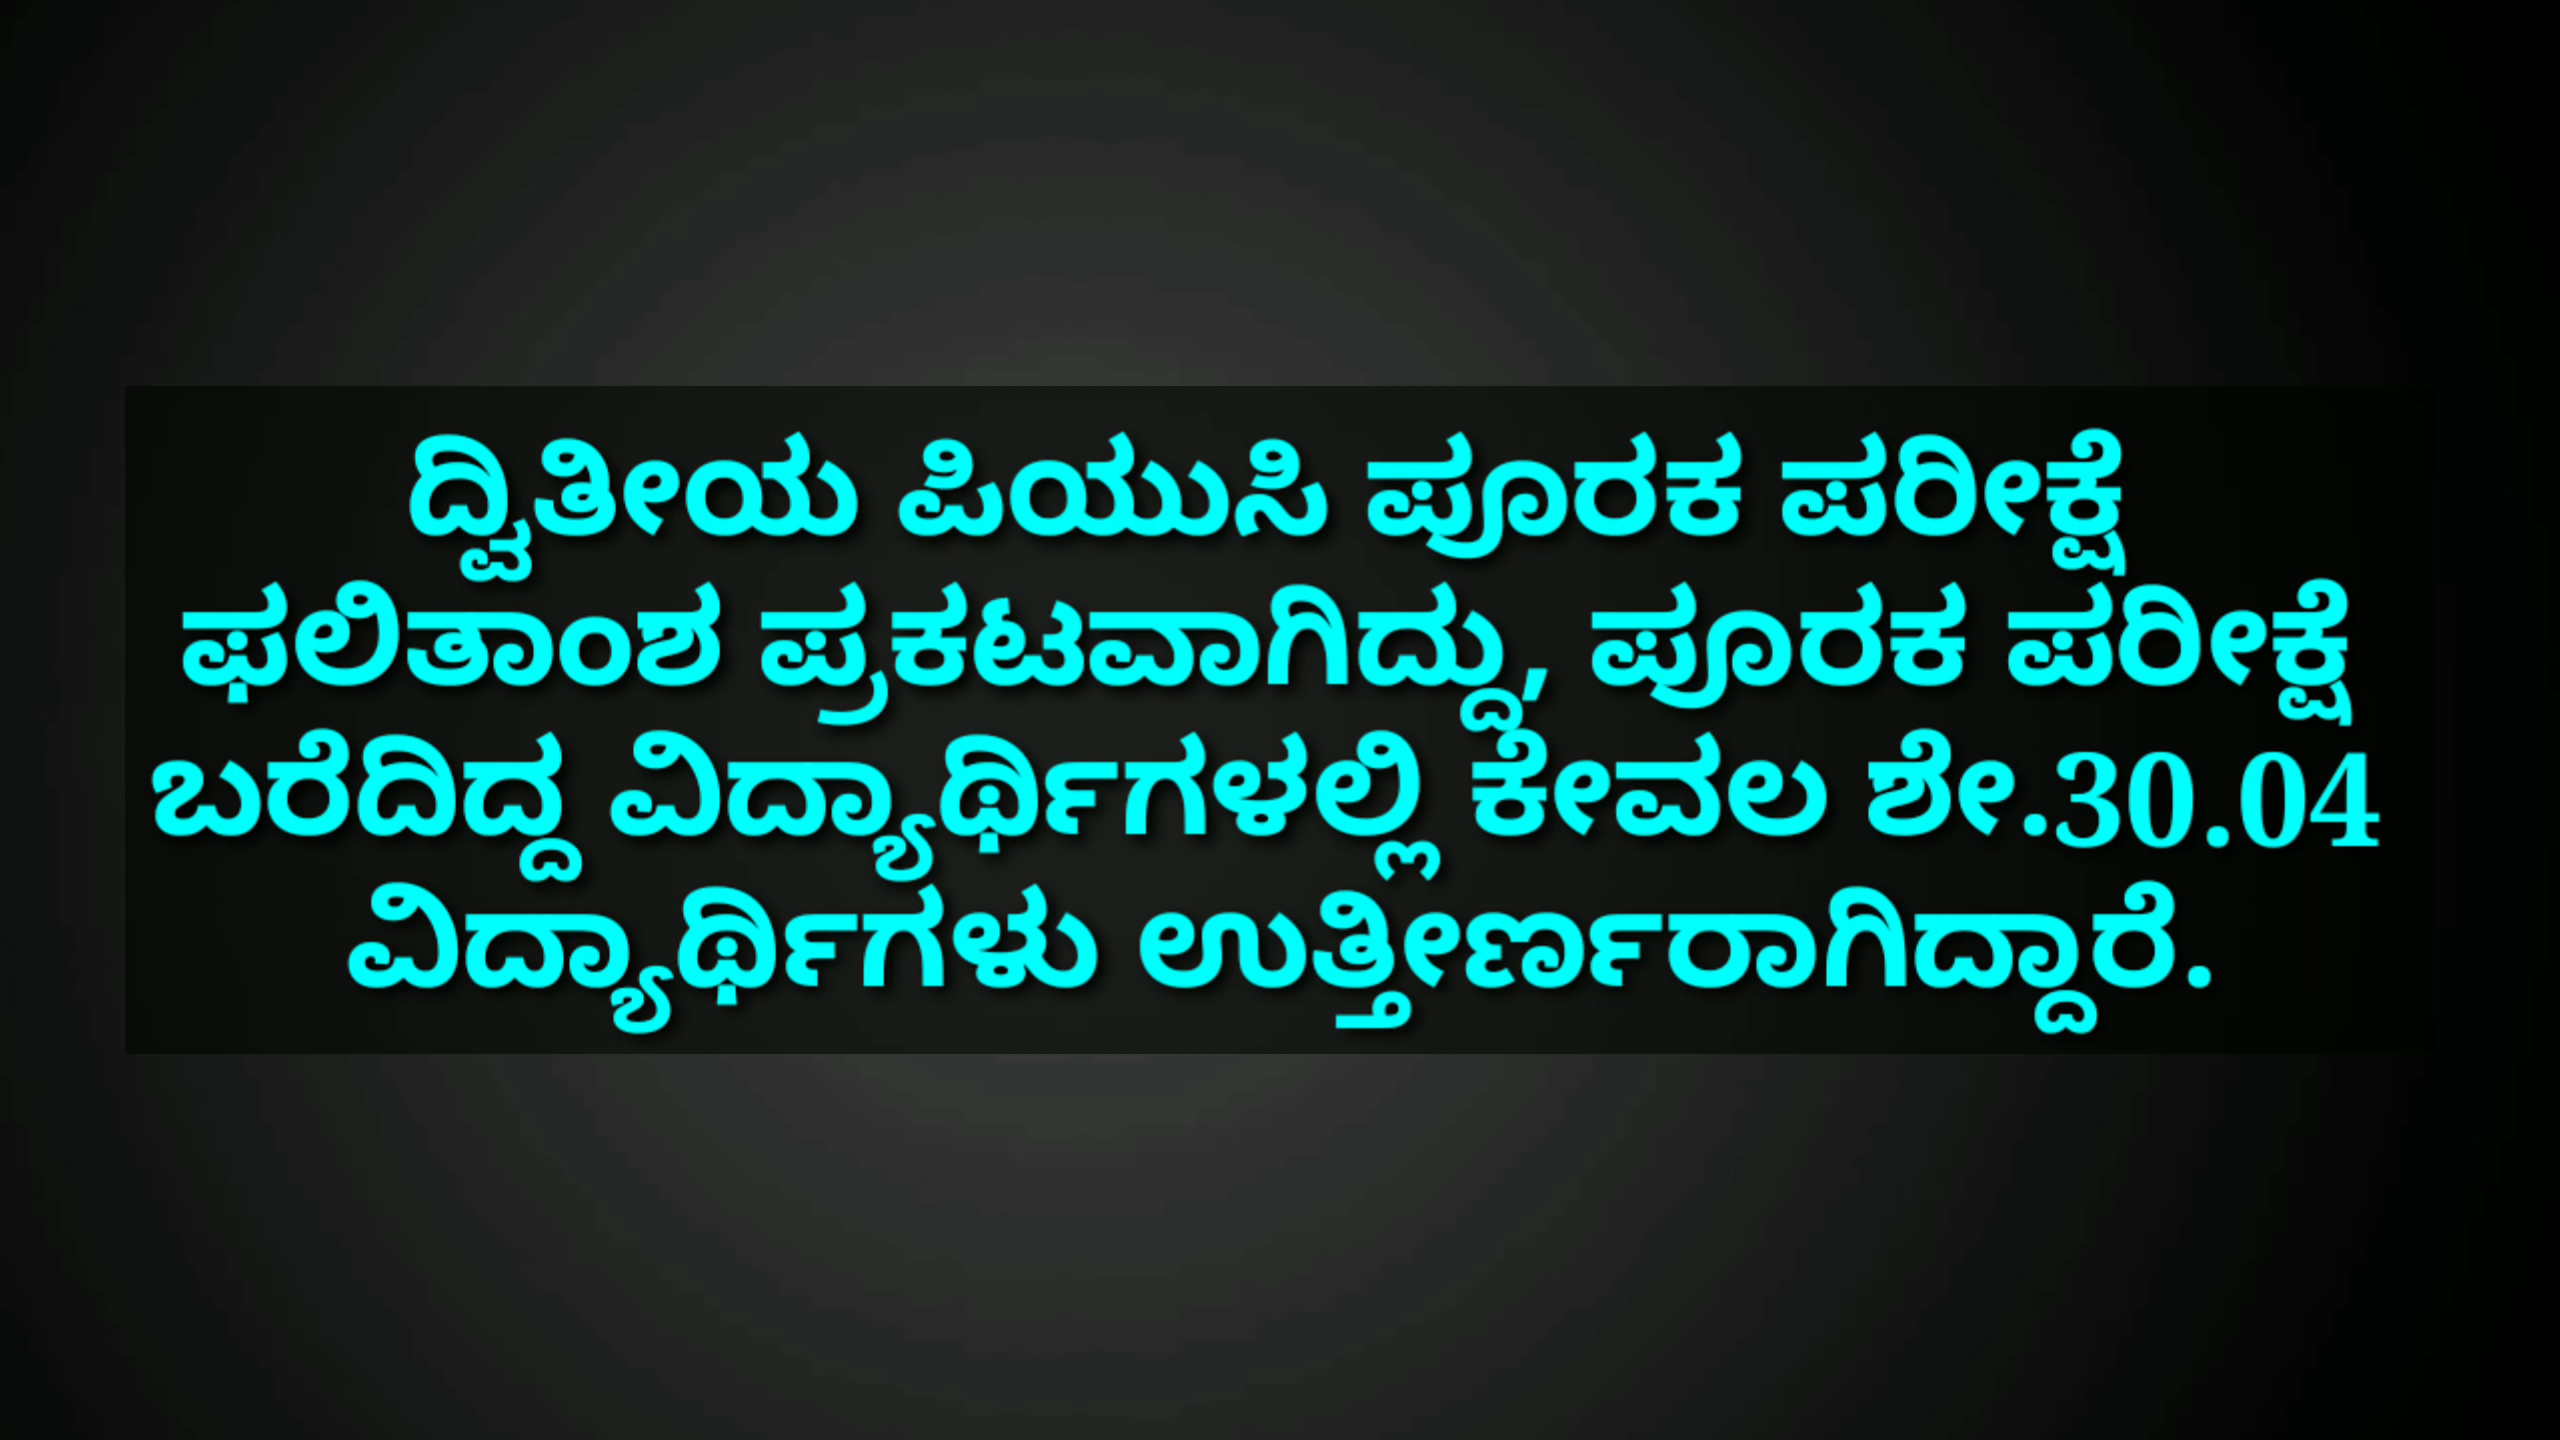 ದ್ವಿತೀಯ ಪಿಯುಸಿ ಪೂರಕ ಪರೀಕ್ಷೆ
ಫಲಿತಾಂಶ ಪ್ರಕಟವಾಗಿದ್ದು, ಪೂರಕ ಪರೀಕ್ಷೆ
ಬರೆದಿದ್ದ ವಿದ್ಯಾರ್ಥಿಗಳಲ್ಲಿ ಕೇವಲ ಶೇ.30.04
ವಿದ್ಯಾರ್ಥಿಗಳು ಉತ್ತೀರ್ಣರಾಗಿದ್ದಾರೆ.